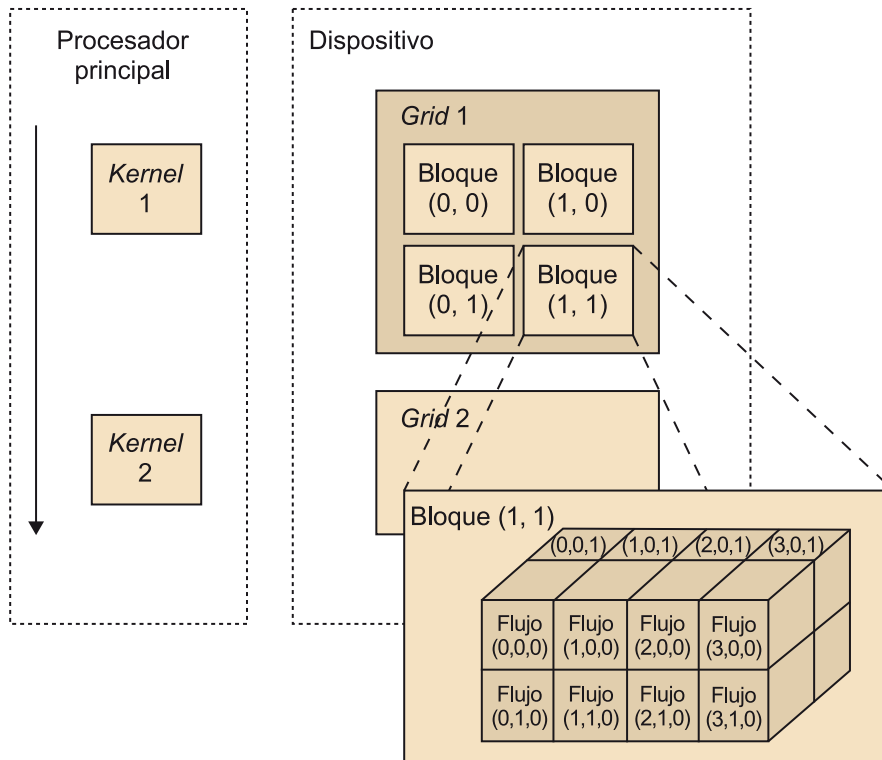 Procesador
principal
Dispositivo
Grid 1
Kernel
1
Bloque
(0, 0)
Bloque
(1, 0)
Bloque
(0, 1)
Bloque
(1, 1)
Kernel
2
Grid 2
Bloque (1, 1)
(0,0,1) (1,0,1) (2,0,1) (3,0,1)
Flujo
(0,0,0)
Flujo
(1,0,0)
Flujo
(2,0,0)
Flujo
(3,0,0)
Flujo
(0,1,0)
Flujo
(1,1,0)
Flujo
(2,1,0)
Flujo
(3,1,0)